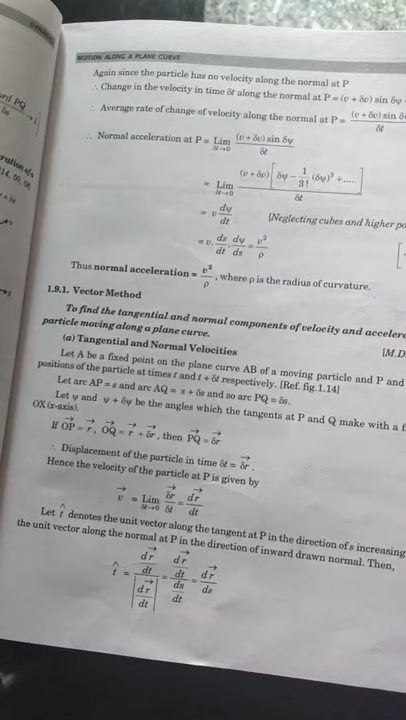 MOTION ALONG A PLANE CURVE
Again since the particle has no velocity along the normal at P
∴ Change in the velocity in time δt along the normal at P = (v + δv) sin δψ
∴ Average rate of change of velocity along the normal at P = (v + δv) sin δ / δt
∴ Normal acceleration at P = Lim δt→0 (v + δv) sin δψ / δt
= Lim δt→0 (v + δv) [δψ − 1/3! (δψ)³ + .....] / δt
= v dψ/dt [Neglecting cubes and higher po
= v. ds/dt . dψ/ds = v²/ρ [
Thus normal acceleration = v²/ρ, where ρ is the radius of curvature.
1.9.1. Vector Method
To find the tangential and normal components of velocity and accelera
particle moving along a plane curve. [M.D.
(a) Tangential and Normal Velocities
Let A be a fixed point on the plane curve AB of a moving particle and P and
positions of the particle at times t and t + δt respectively. [Ref. fig.1.14]
Let arc AP = s and arc AQ = s + δs and so arc PQ = δs.
Let ψ and ψ + δψ be the angles which the tangents at P and Q make with a f
OX (x-axis).
If OP→ = r→, OQ→ = r→ + δr→, then PQ→ = δr→
∴ Displacement of the particle in time δt = δr→.
Hence the velocity of the particle at P is given by
v→ = Lim δt→0 δr→/δt = dr→/dt
Let t̂ denotes the unit vector along the tangent at P in the direction of s increasing
the unit vector along the normal at P in the direction of inward drawn normal. Then,
t̂ = (dr→/dt) / |dr→/dt| = (dr→/dt) / (ds/dt) = dr→/ds